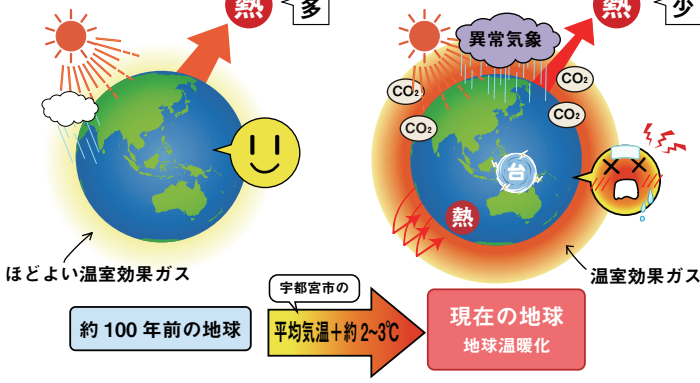 熱
多
ほどよい温室効果ガス
約100年前の地球
宇都宮市の
平均気温＋約2~3℃
熱
少
異常気象
CO₂
CO₂
CO₂
CO₂
台
熱
温室効果ガス
現在の地球
地球温暖化